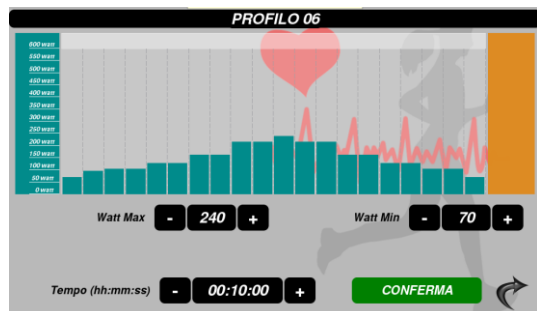 PROFILO 06
600 watt
550 watt
500 watt
450 watt
400 watt
350 watt
300 watt
250 watt
200 watt
150 watt
100 watt
50 watt
0 watt
Watt Max - 240 + Watt Min - 70 +
Tempo (hh:mm:ss) - 00:10:00 + CONFERMA